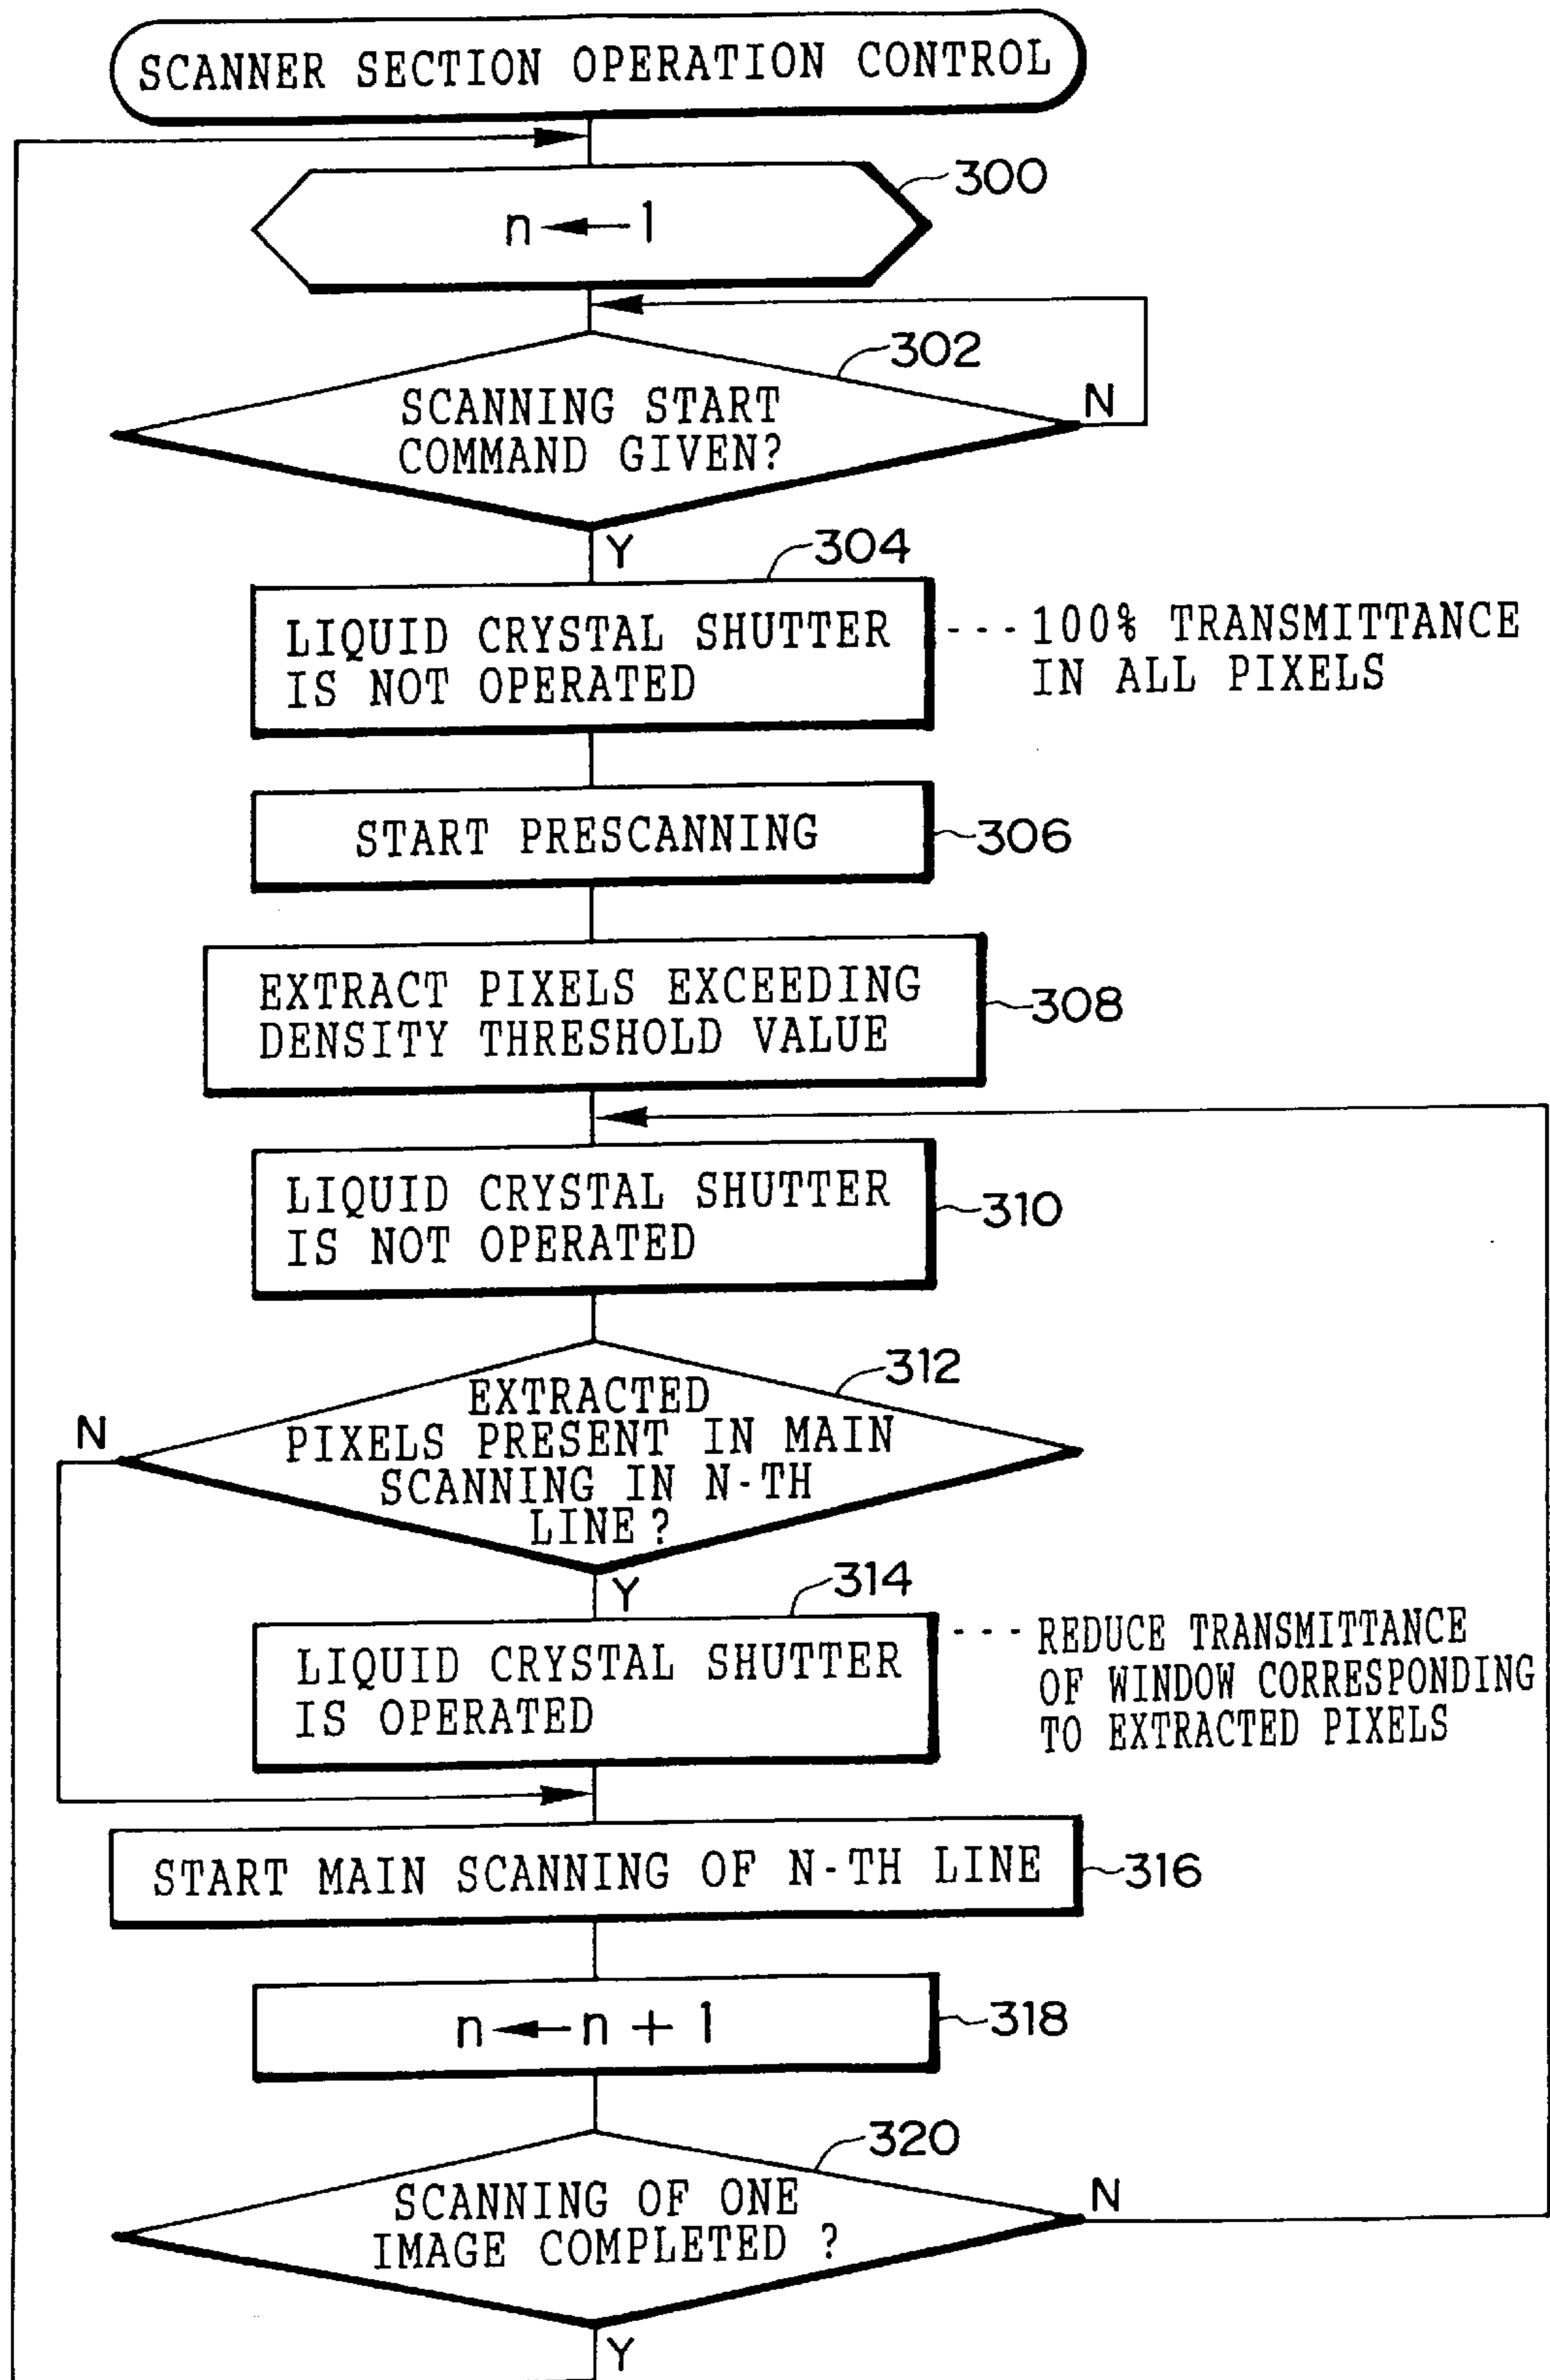 SCANNER SECTION OPERATION CONTROL
300
n←1
302
SCANNING START
COMMAND GIVEN?
N
Y
304
LIQUID CRYSTAL SHUTTER
IS NOT OPERATED
--- 100% TRANSMITTANCE
IN ALL PIXELS
START PRESCANNING
306
EXTRACT PIXELS EXCEEDING
DENSITY THRESHOLD VALUE
308
LIQUID CRYSTAL SHUTTER
IS NOT OPERATED
310
312
EXTRACTED
PIXELS PRESENT IN MAIN
SCANNING IN N-TH
LINE?
N
Y
314
LIQUID CRYSTAL SHUTTER
IS OPERATED
--- REDUCE TRANSMITTANCE
OF WINDOW CORRESPONDING
TO EXTRACTED PIXELS
START MAIN SCANNING OF N-TH LINE
316
n←n + 1
318
320
SCANNING OF ONE
IMAGE COMPLETED ?
N
Y